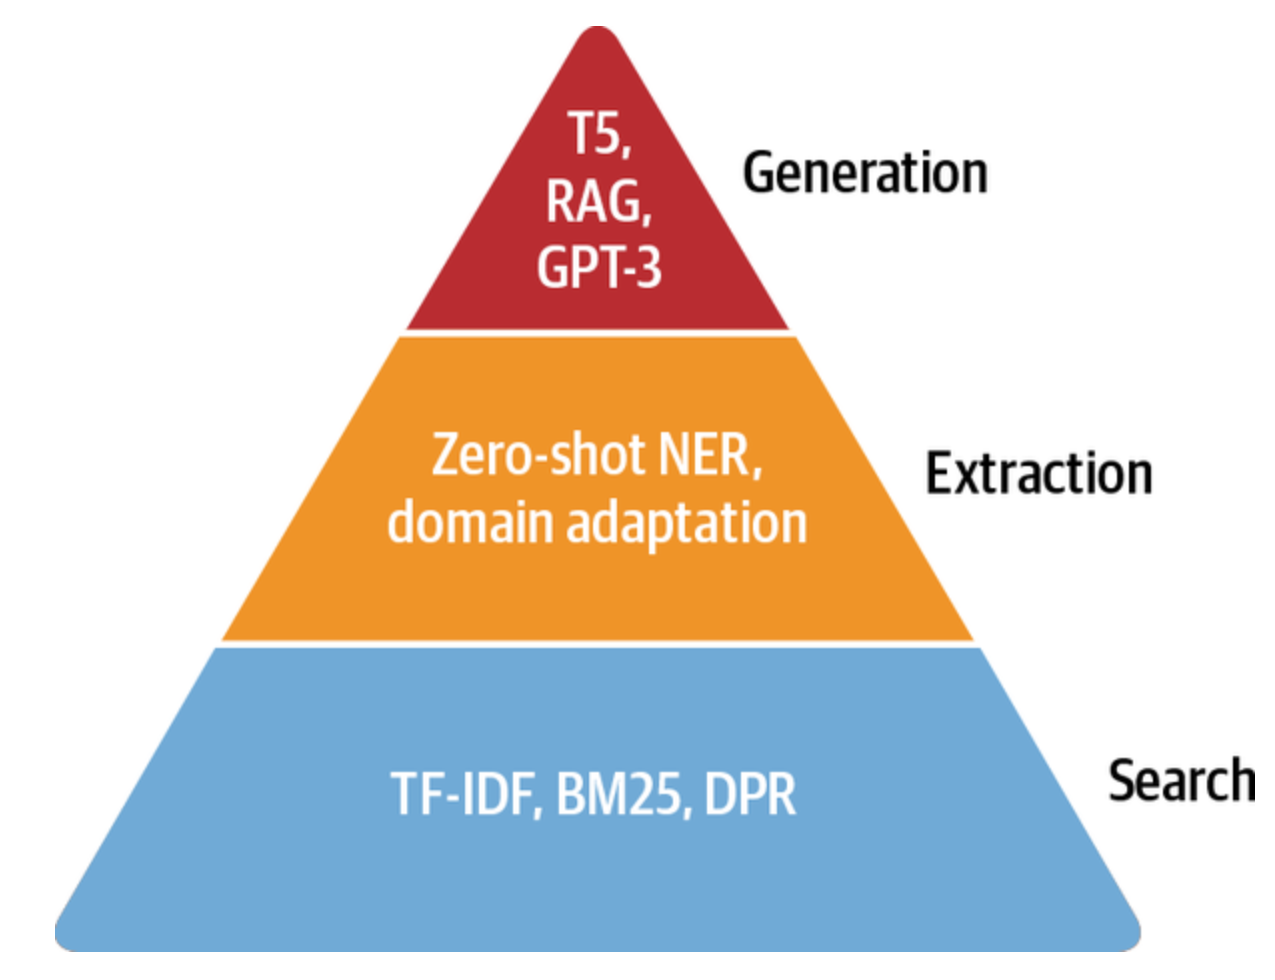 T5,
RAG,
GPT-3
Generation
Zero-shot NER,
domain adaptation
Extraction
TF-IDF, BM25, DPR
Search